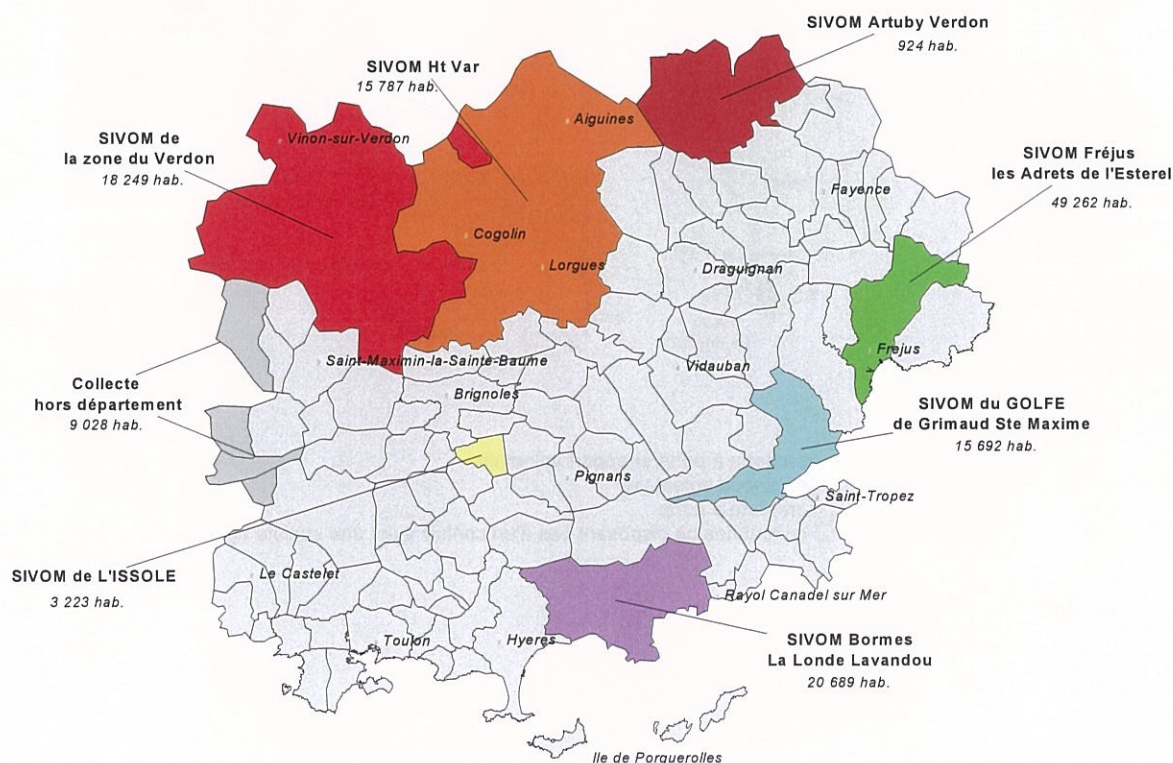 SIVOM Artuby Verdon
924 hab.
SIVOM Ht Var
15 787 hab.
Aiguines
SIVOM de
la zone du Verdon
18 249 hab.
Vinon-sur-Verdon
SIVOM Fréjus
les Adrets de l'Esterel
49 262 hab.
Fayence
Cogolin
Lorgues
Draguignan
Saint-Maximin-la-Sainte-Baume
Vidauban
Frejus
Collecte
hors département
9 028 hab.
Brignoles
SIVOM du GOLFE
de Grimaud Ste Maxime
15 692 hab.
Pignans
Saint-Tropez
SIVOM de L'ISSOLE
3 223 hab.
Le Castelet
Rayol Canadel sur Mer
Toulon
Hyeres
SIVOM Bormes
La Londe Lavandou
20 689 hab.
Ile de Porquerolles